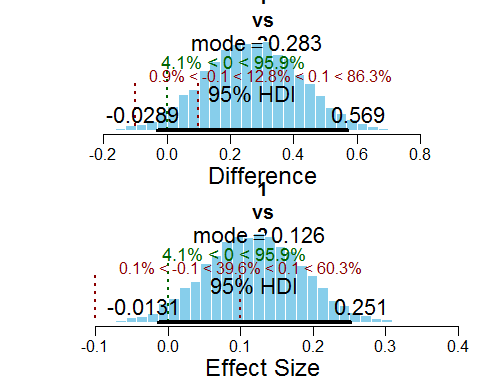 vs
mode = 0.283
4.1% < 0 < 95.9%
0.9% < -0.1 < 12.8% < 0.1 < 86.3%
95% HDI
-0.0289 0.569
-0.2 0.0 0.2 0.4 0.6 0.8
Difference
1
vs
mode = 0.126
4.1% < 0 < 95.9%
0.1% < -0.1 < 39.6% < 0.1 < 60.3%
95% HDI
-0.0131 0.251
-0.1 0.0 0.1 0.2 0.3 0.4
Effect Size